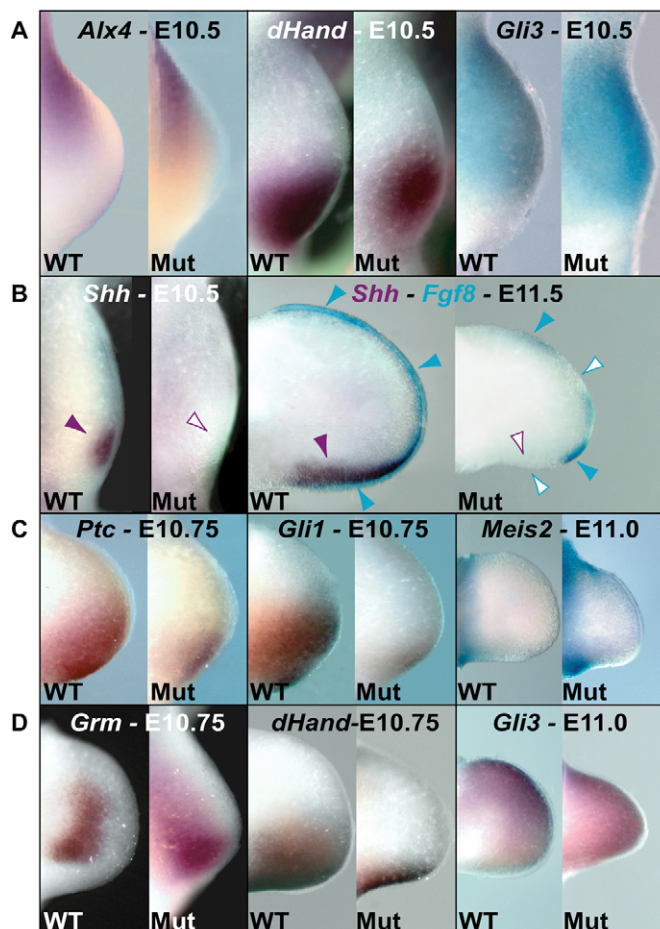 A Alx4 - E10.5 dHand - E10.5 Gli3 - E10.5
WT Mut WT Mut WT Mut
B Shh - E10.5 Shh - Fgf8 - E11.5
WT Mut WT Mut
C Ptc - E10.75 Gli1 - E10.75 Meis2 - E11.0
WT Mut WT Mut WT Mut
D Grm - E10.75 dHand-E10.75 Gli3 - E11.0
WT Mut WT Mut WT Mut